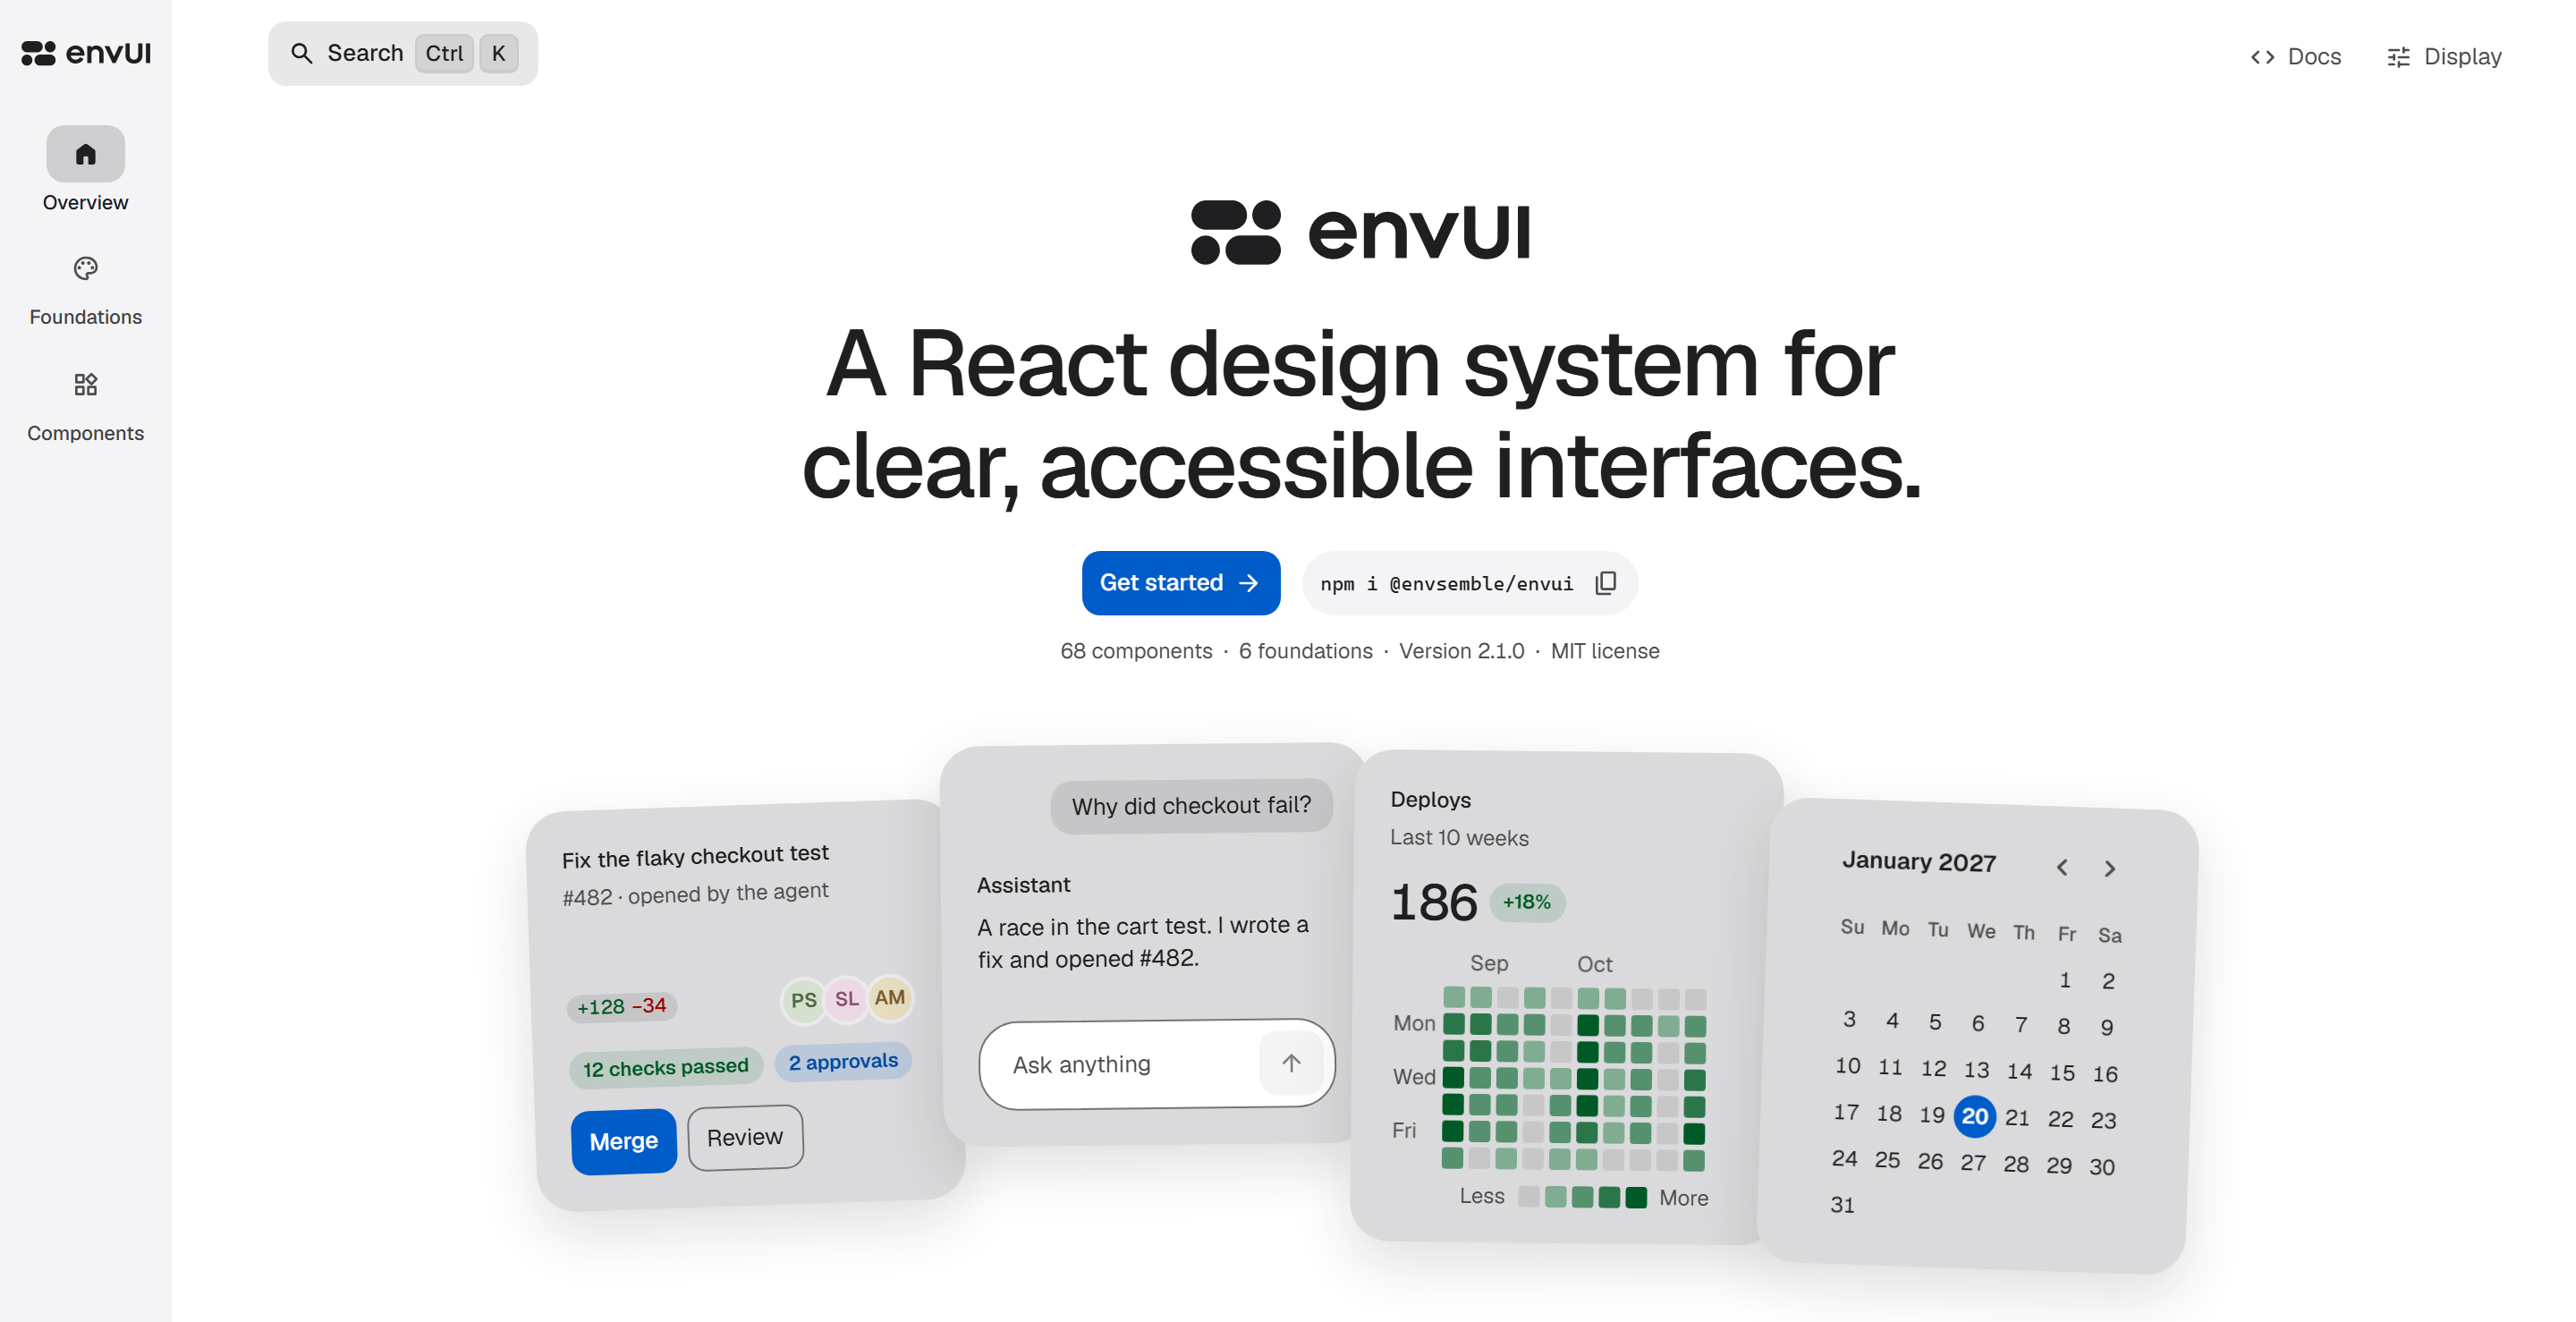 envUI
Search Ctrl K
Docs
Display
Overview
Foundations
Components
envUI
A React design system for
clear, accessible interfaces.
Get started
npm i @envsemble/envui
68 components · 6 foundations · Version 2.1.0 · MIT license
Fix the flaky checkout test
#482 · opened by the agent
+128 −34
PS SL AM
12 checks passed
2 approvals
Merge
Review
Why did checkout fail?
Assistant
A race in the cart test. I wrote a
fix and opened #482.
Ask anything
Deploys
Last 10 weeks
186 +18%
Sep Oct
Mon
Wed
Fri
Less More
January 2027
Su Mo Tu We Th Fr Sa
1 2
3 4 5 6 7 8 9
10 11 12 13 14 15 16
17 18 19 20 21 22 23
24 25 26 27 28 29 30
31